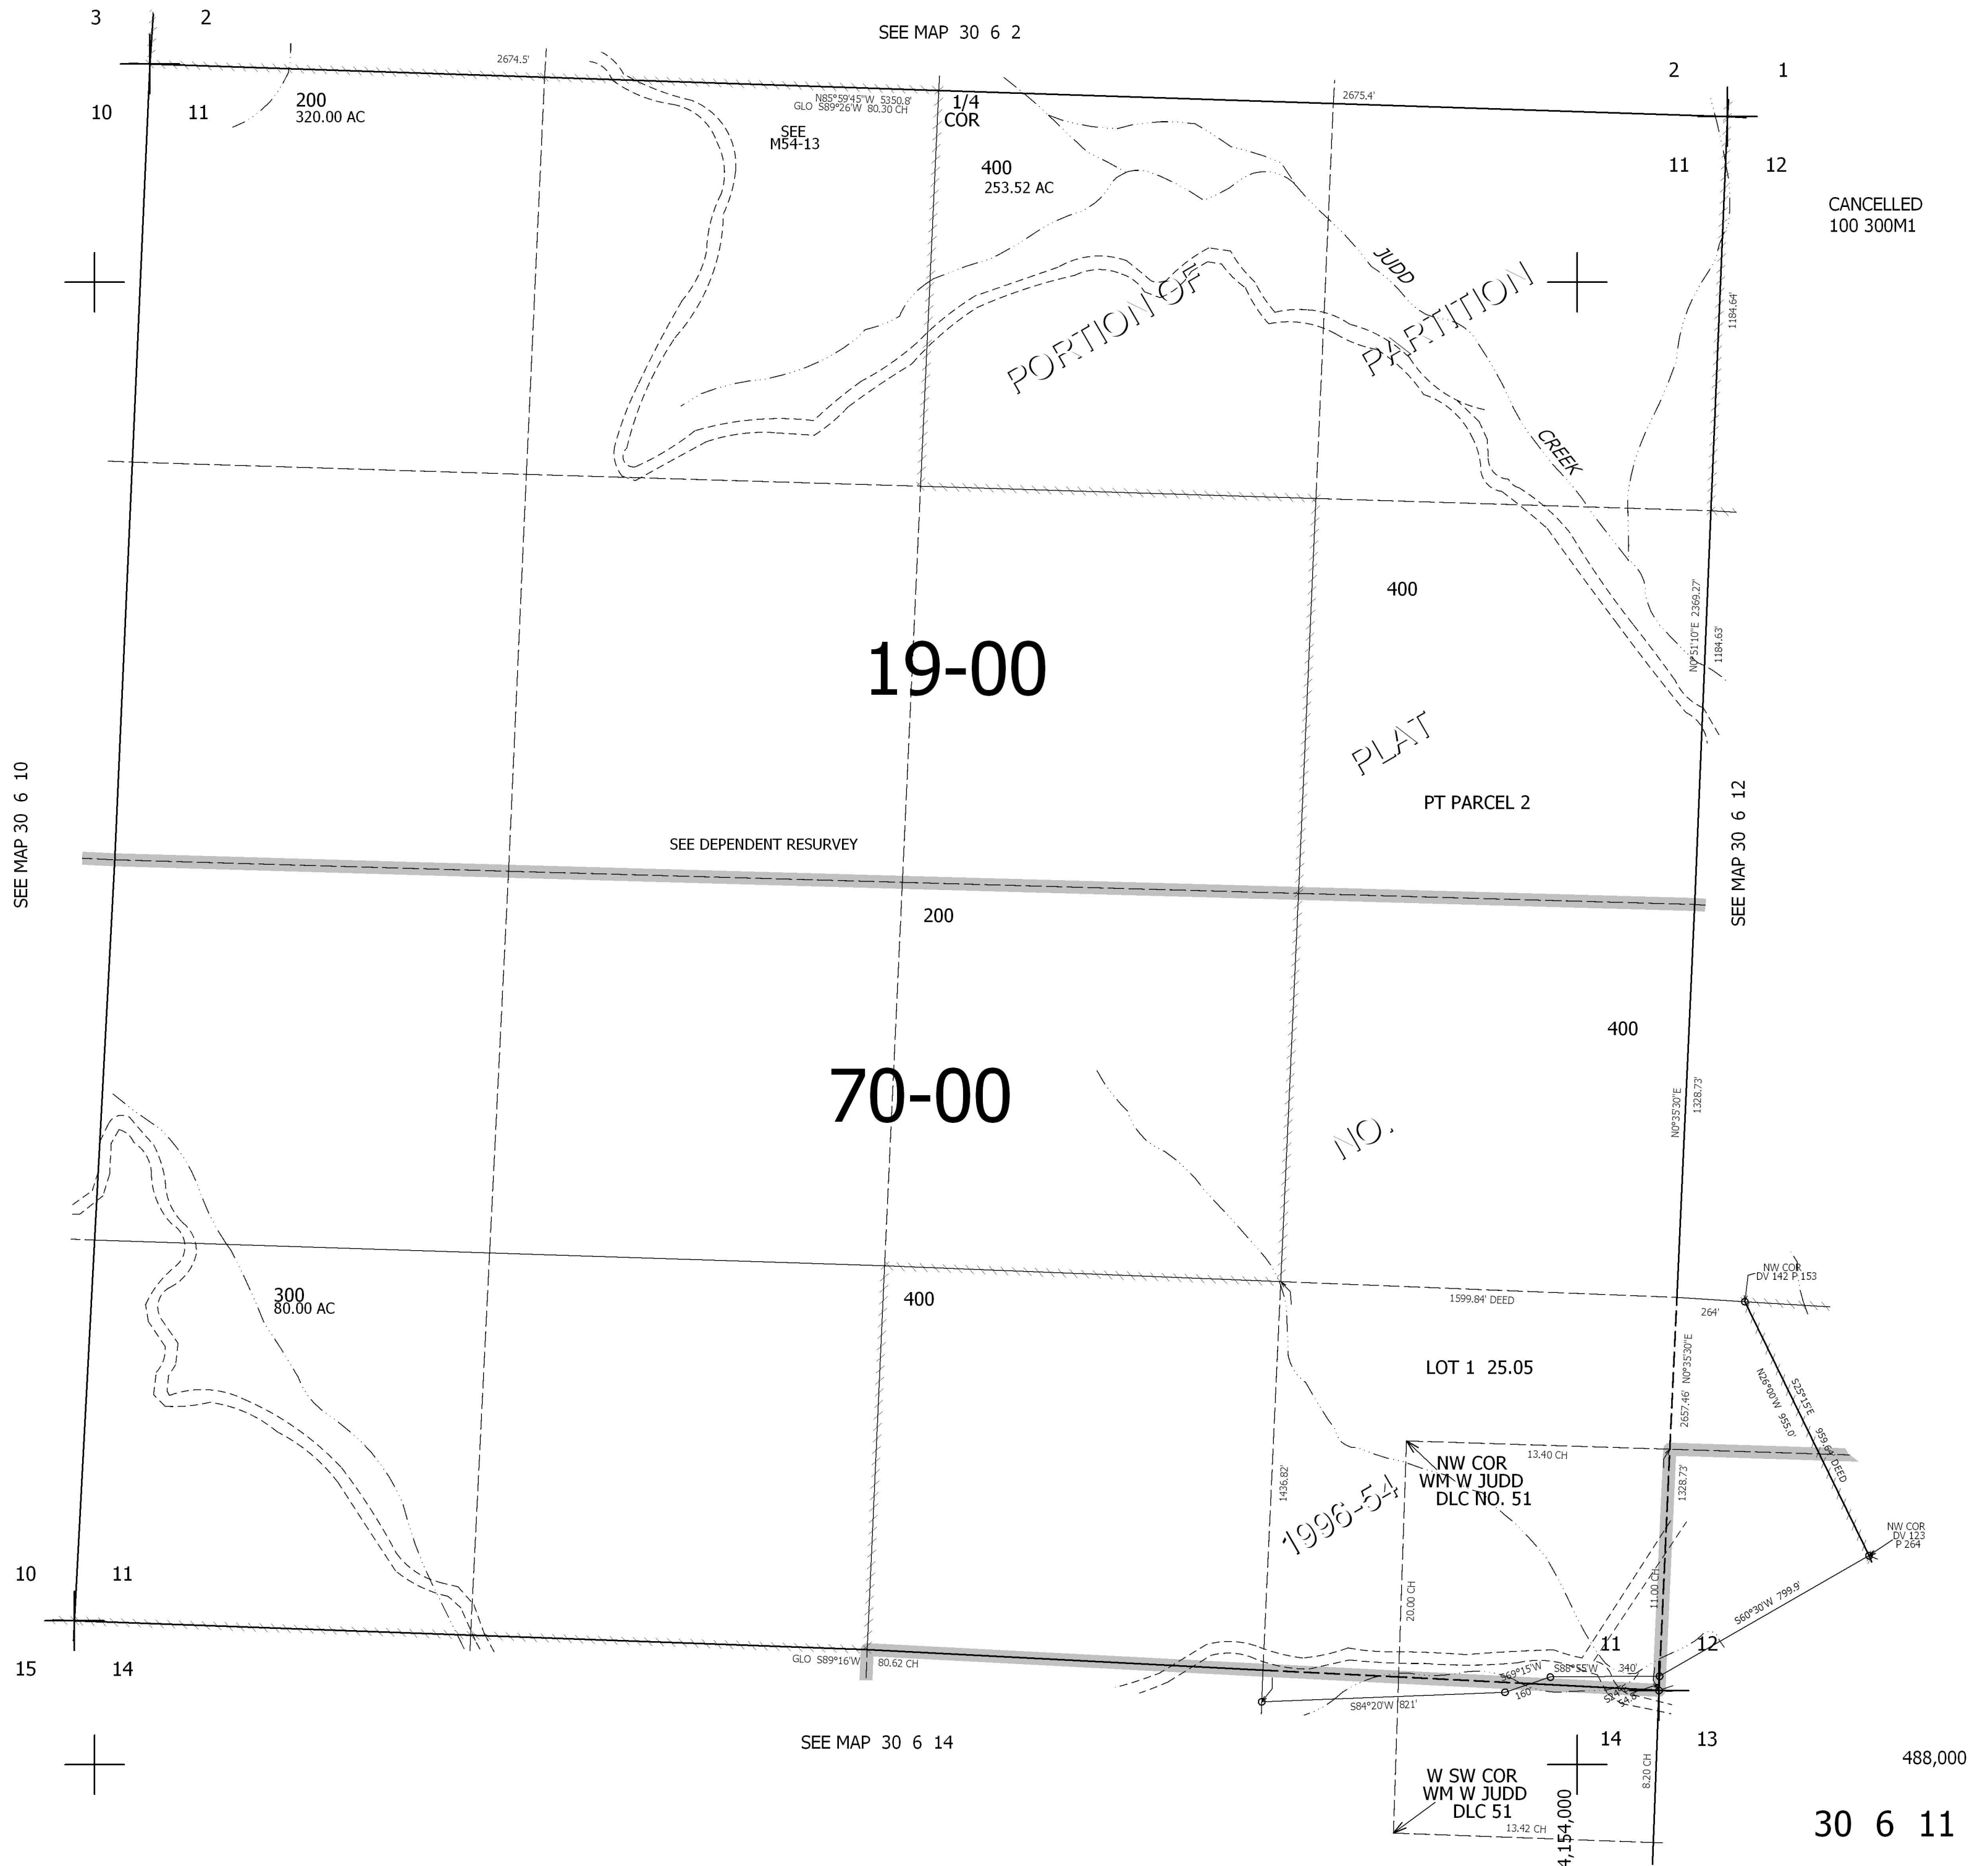 3
2
SEE MAP 30 6 2
2674.5'
2675.4'
2
1
10
11
200
320.00 AC
N85°59'45"W 5350.8'
GLO S89°26'W 80.30 CH
1/4
COR
SEE
M54-13
400
253.52 AC
11
12
CANCELLED
100 300M1
JUDD
CREEK
PORTION OF
PARTITION
1184.64'
400
19-00
N0°51'10"E 2369.27'
1184.63'
PLAT
PT PARCEL 2
SEE MAP 30 6 10
SEE MAP 30 6 12
SEE DEPENDENT RESURVEY
200
400
70-00
N0°35'30"E
1328.73'
NO.
300
80.00 AC
400
1599.84' DEED
NW COR
DV 142 P 153
264'
LOT 1 25.05
2657.46' N0°35'30"E
S25°15'E 959.64' DEED
N26°00'W 955.0'
13.40 CH
NW COR
WM W JUDD
DLC NO. 51
1436.82'
1328.73'
1996-54
NW COR
DV 123
P 264
20.00 CH
11.00 CH
S60°30'W 799.9'
10
11
15
14
11
12
GLO S89°16'W
80.62 CH
S69°15'W
160'
S88°55'W 340'
54.8'
S84°20'W 821'
14
13
SEE MAP 30 6 14
488,000
W SW COR
WM W JUDD
DLC 51
13.42 CH
8.20 CH
4,154,000
30 6 11